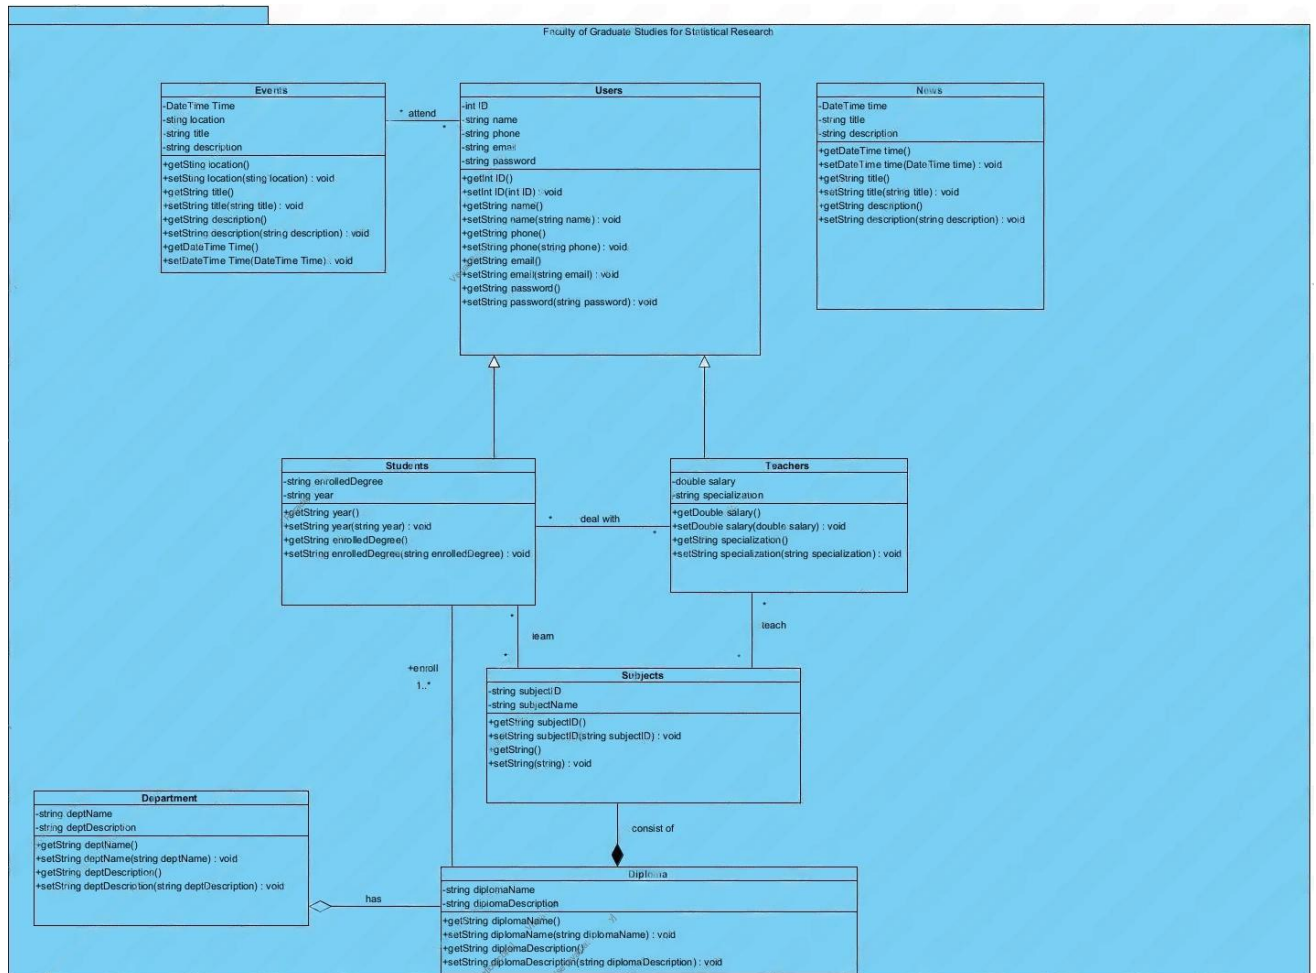 Faculty of Graduate Studies for Statistical Research
Events
-DateTime Time
-sting location
-string title
-string description
+getSting location()
+setSting location(sting location) : void
+getString title()
+setString title(string title) : void
+getString description()
+setString description(string description) : void
+getDateTime Time()
+setDateTime Time(DateTime Time) : void
* attend
*
Users
-int ID
-string name
-string phone
-string email
-string password
+getInt ID()
+setInt ID(int ID) : void
+getString name()
+setString name(string name) : void
+getString phone()
+setString phone(string phone) : void
+getString email()
+setString email(string email) : void
+getString password()
+setString password(string password) : void
News
-DateTime time
-string title
-string description
+getDateTime time()
+setDateTime time(DateTime time) : void
+getString title()
+setString title(string title) : void
+getString description()
+setString description(string description) : void
Students
-string enrolledDegree
-string year
+getString year()
+setString year(string year) : void
+getString enrolledDegree()
+setString enrolledDegree(string enrolledDegree) : void
* deal with
*
Teachers
-double salary
-string specialization
+getDouble salary()
+setDouble salary(double salary) : void
+getString specialization()
+setString specialization(string specialization) : void
*
learn
*
*
teach
*
+enroll
1..*
Subjects
-string subjectID
-string subjectName
+getString subjectID()
+setString subjectID(string subjectID) : void
+getString()
+setString(string) : void
consist of
Department
-string deptName
-string deptDescription
+getString deptName()
+setString deptName(string deptName) : void
+getString deptDescription()
+setString deptDescription(string deptDescription) : void
has
Diploma
-string diplomaName
-string diplomaDescription
+getString diplomaName()
+setString diplomaName(string diplomaName) : void
+getString diplomaDescription()
+setString diplomaDescription(string diplomaDescription) : void